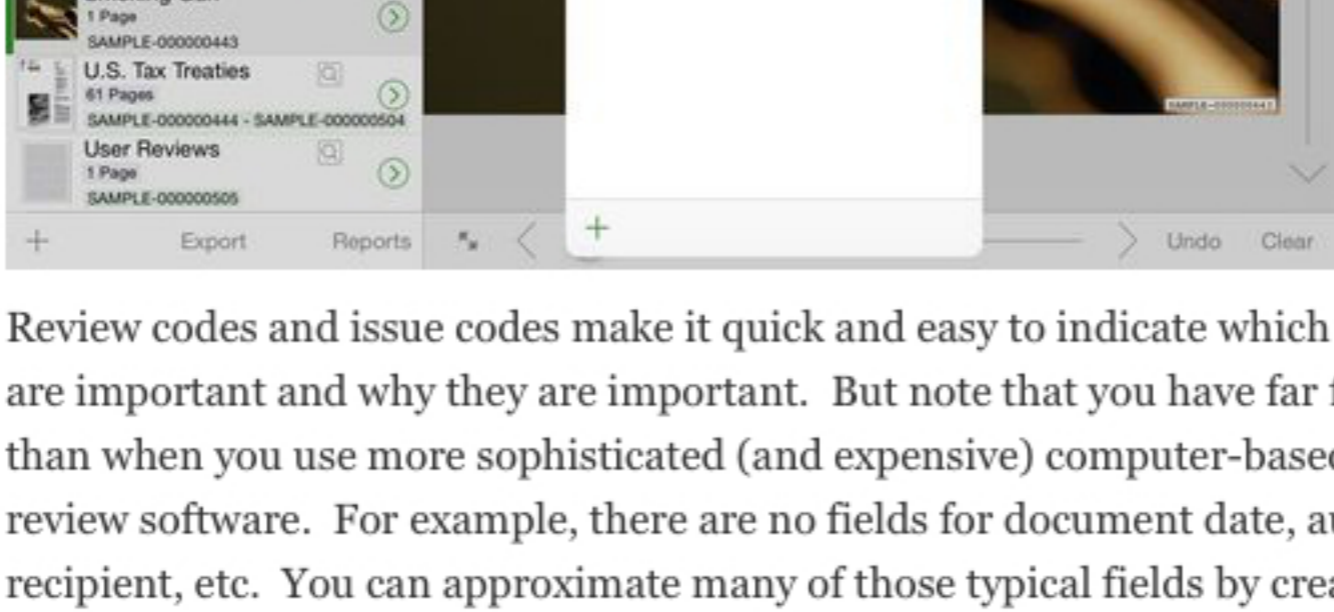 1 Page
SAMPLE-000000443
U.S. Tax Treaties
61 Pages
SAMPLE-000000444 - SAMPLE-000000504
User Reviews
1 Page
SAMPLE-000000505
+ Export Reports
+
Undo Clear
SAMPLE-000000443
Review codes and issue codes make it quick and easy to indicate which
are important and why they are important. But note that you have far
than when you use more sophisticated (and expensive) computer-based
review software. For example, there are no fields for document date,
recipient, etc. You can approximate many of those typical fields by